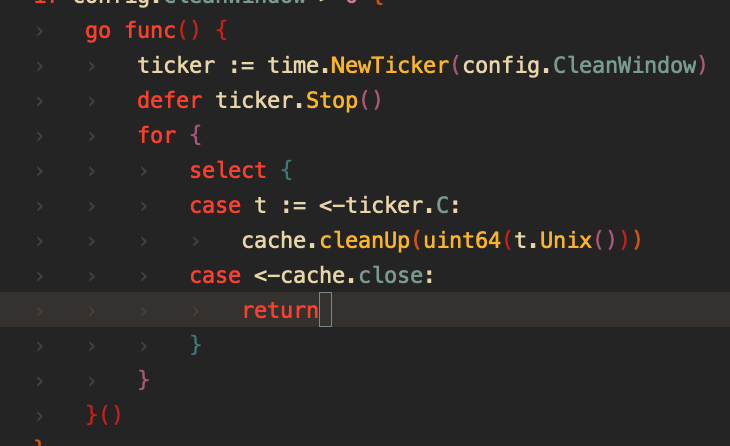 if config.CleanWindow > 0 {
go func() {
ticker := time.NewTicker(config.CleanWindow)
defer ticker.Stop()
for {
select {
case t := <-ticker.C:
cache.cleanUp(uint64(t.Unix()))
case <-cache.close:
return
}
}
}()
}